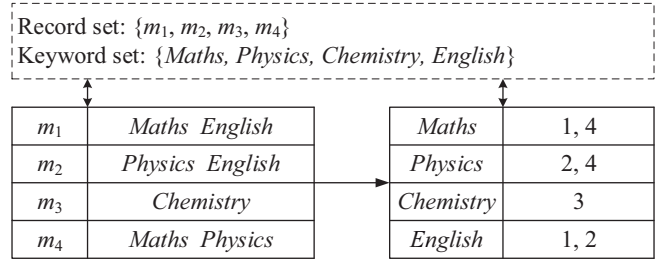 Record set: {m₁, m₂, m₃, m₄}
Keyword set: {Maths, Physics, Chemistry, English}
m₁ Maths English
m₂ Physics English
m₃ Chemistry
m₄ Maths Physics
Maths 1, 4
Physics 2, 4
Chemistry 3
English 1, 2